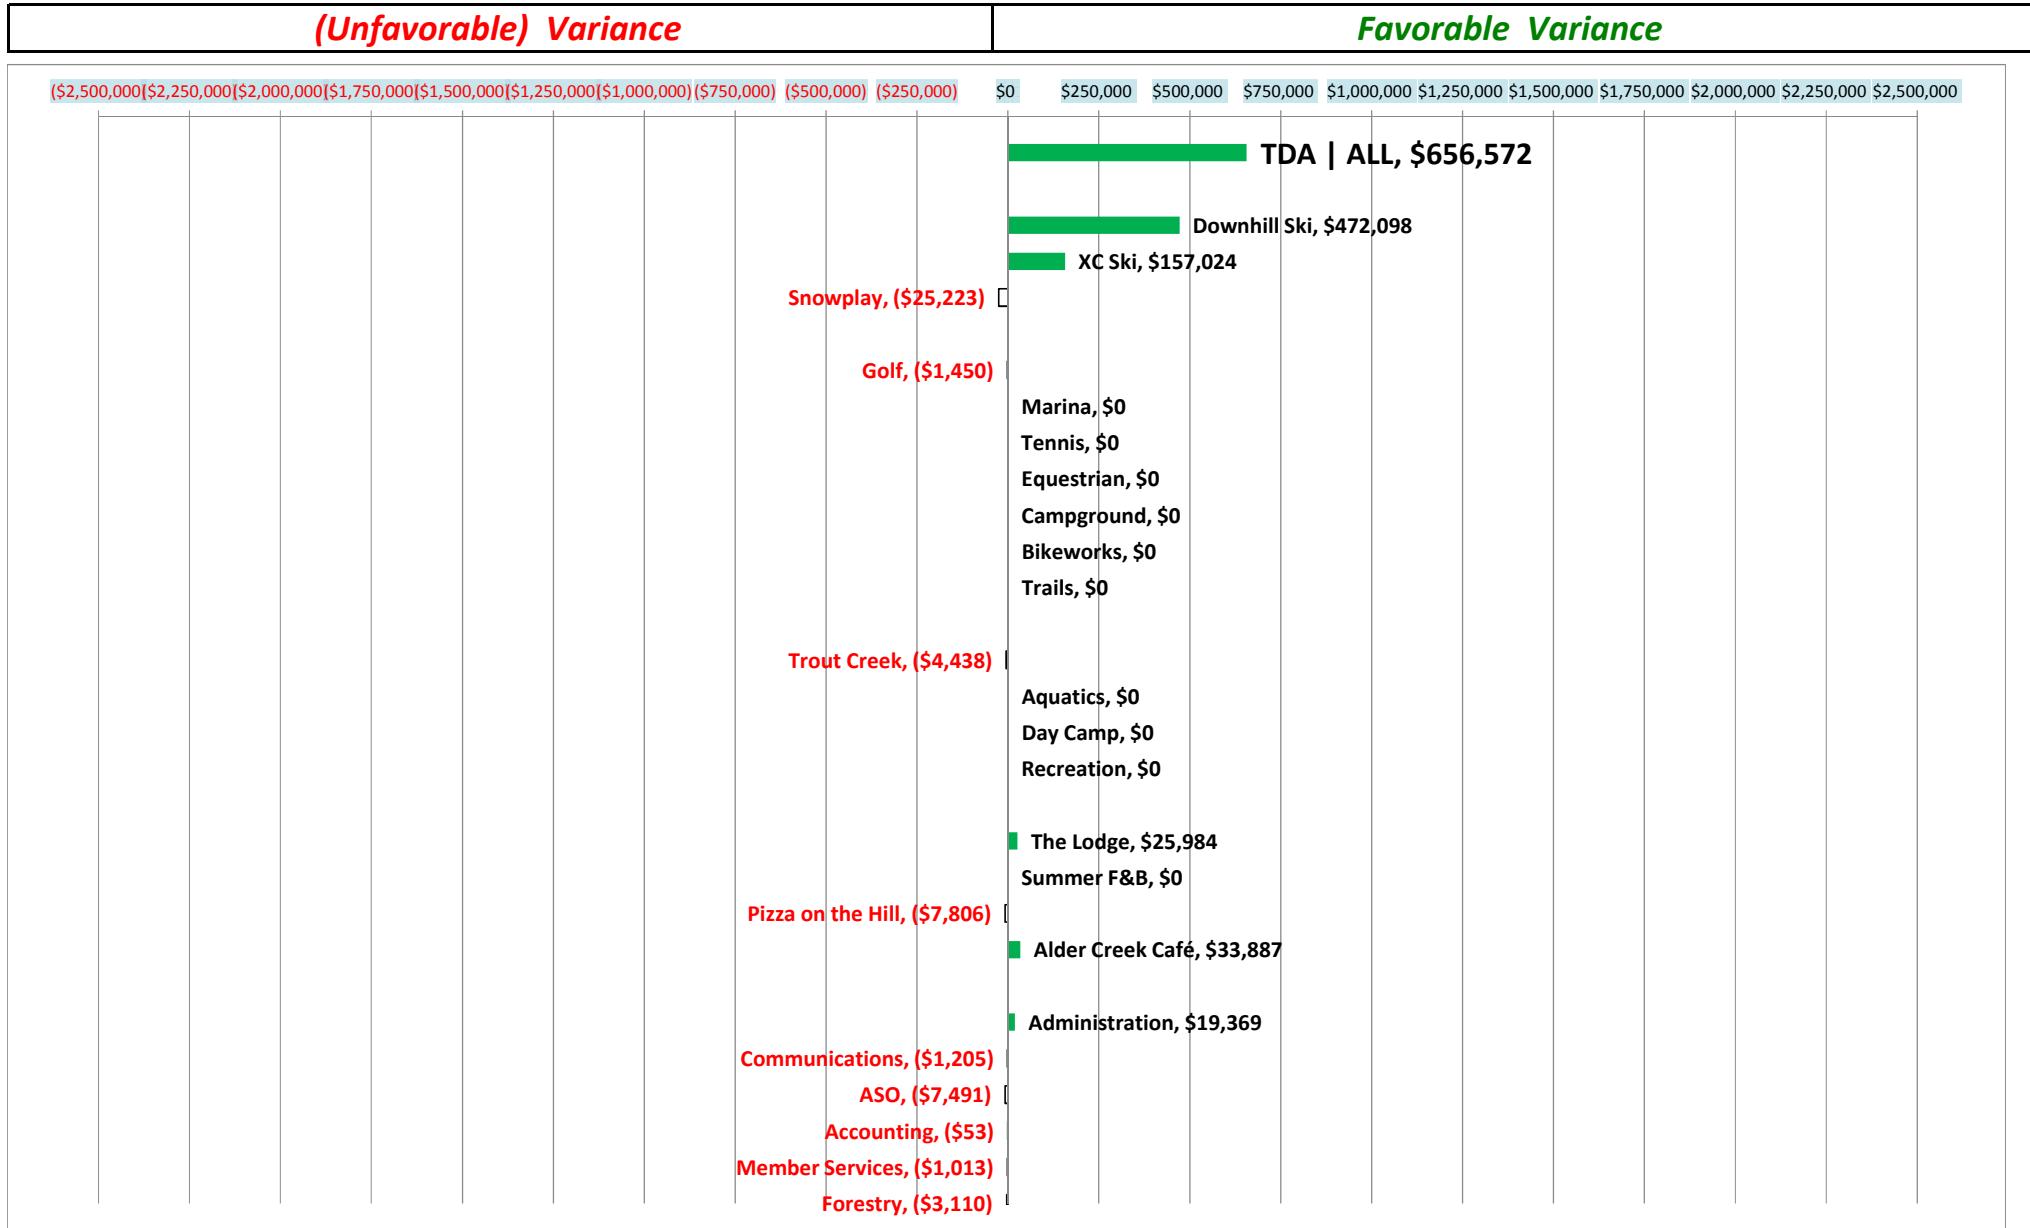 (Unfavorable) Variance
Favorable Variance
($2,500,000) ($2,250,000) ($2,000,000) ($1,750,000) ($1,500,000) ($1,250,000) ($1,000,000) ($750,000) ($500,000) ($250,000) $0 $250,000 $500,000 $750,000 $1,000,000 $1,250,000 $1,500,000 $1,750,000 $2,000,000 $2,250,000 $2,500,000
TDA | ALL, $656,572
Downhill Ski, $472,098
XC Ski, $157,024
Snowplay, ($25,223)
Golf, ($1,450)
Marina, $0
Tennis, $0
Equestrian, $0
Campground, $0
Bikeworks, $0
Trails, $0
Trout Creek, ($4,438)
Aquatics, $0
Day Camp, $0
Recreation, $0
The Lodge, $25,984
Summer F&B, $0
Pizza on the Hill, ($7,806)
Alder Creek Café, $33,887
Administration, $19,369
Communications, ($1,205)
ASO, ($7,491)
Accounting, ($53)
Member Services, ($1,013)
Forestry, ($3,110)